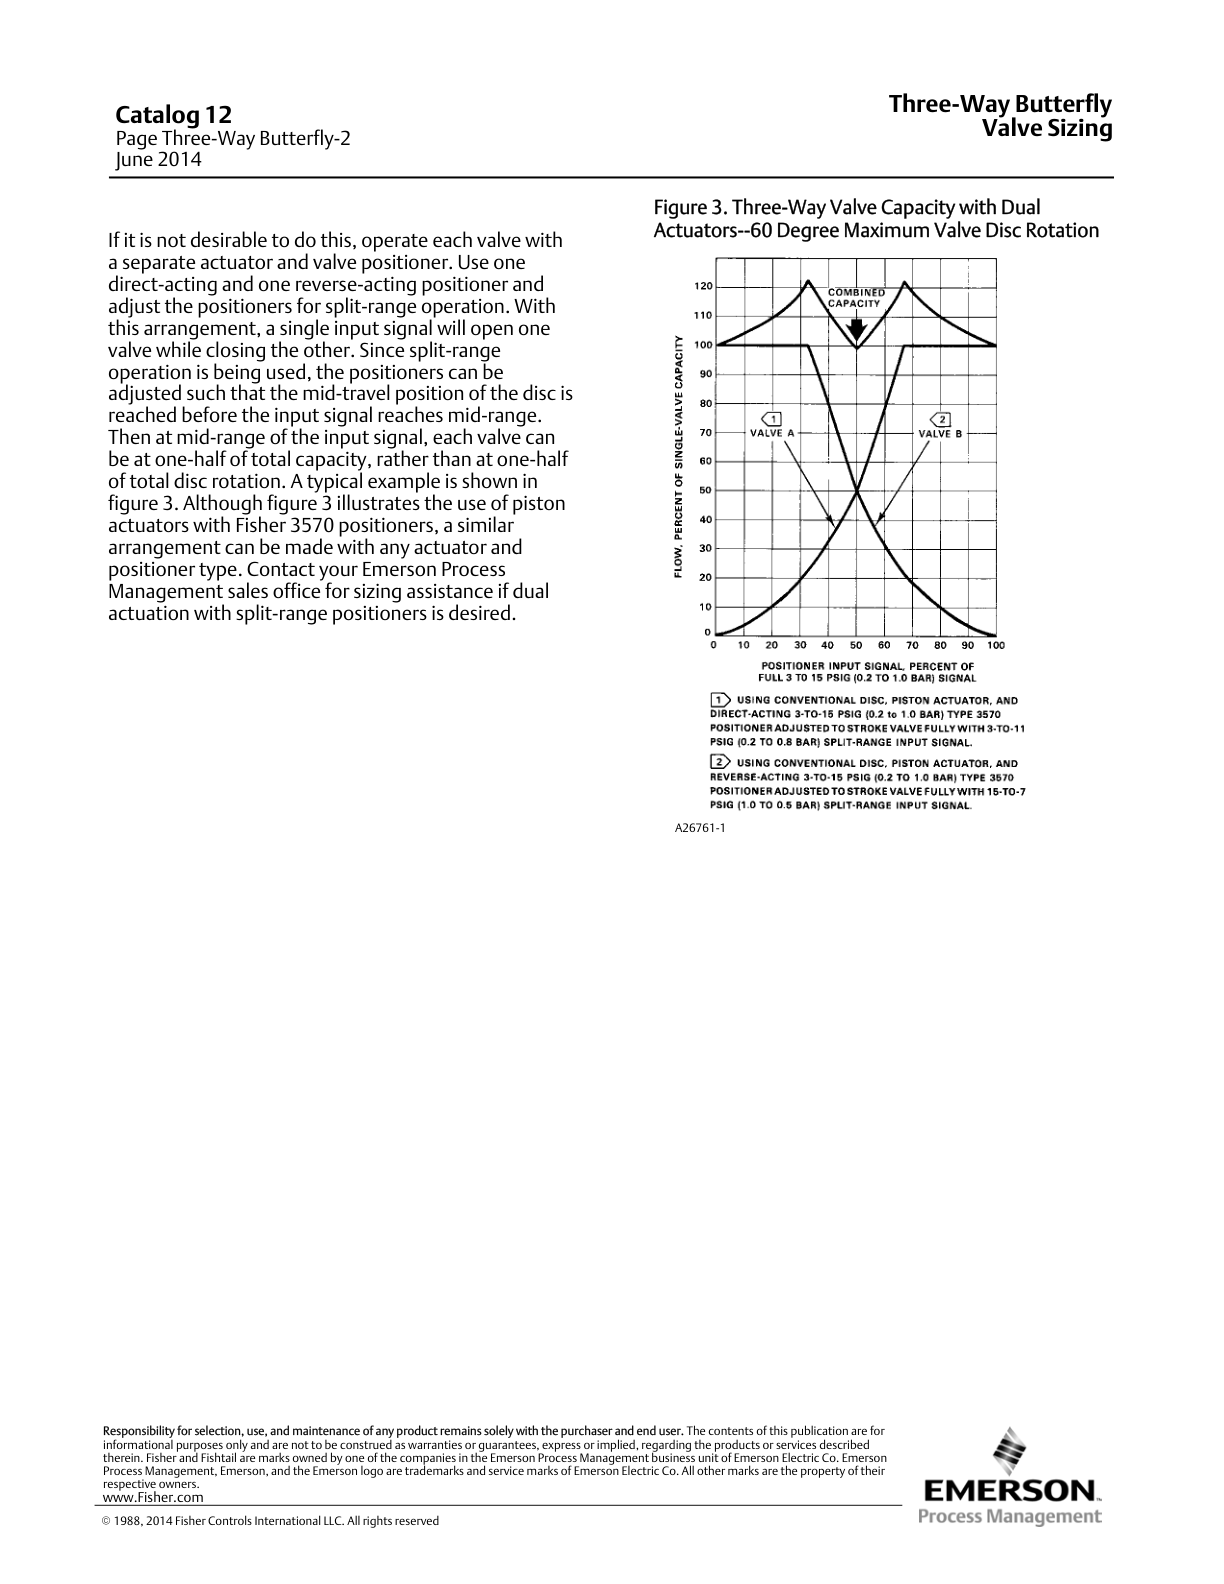 Catalog 12
Page Three-Way Butterfly-2
June 2014
Three-Way Butterfly
Valve Sizing
If it is not desirable to do this, operate each valve with
a separate actuator and valve positioner. Use one
direct-acting and one reverse-acting positioner and
adjust the positioners for split-range operation. With
this arrangement, a single input signal will open one
valve while closing the other. Since split-range
operation is being used, the positioners can be
adjusted such that the mid-travel position of the disc is
reached before the input signal reaches mid-range.
Then at mid-range of the input signal, each valve can
be at one-half of total capacity, rather than at one-half
of total disc rotation. A typical example is shown in
figure 3. Although figure 3 illustrates the use of piston
actuators with Fisher 3570 positioners, a similar
arrangement can be made with any actuator and
positioner type. Contact your Emerson Process
Management sales office for sizing assistance if dual
actuation with split-range positioners is desired.
Figure 3. Three-Way Valve Capacity with Dual
Actuators--60 Degree Maximum Valve Disc Rotation
FLOW, PERCENT OF SINGLE-VALVE CAPACITY
120
110
100
90
80
70
60
50
40
30
20
10
0
COMBINED
CAPACITY
1
VALVE A
2
VALVE B
0 10 20 30 40 50 60 70 80 90 100
POSITIONER INPUT SIGNAL, PERCENT OF
FULL 3 TO 15 PSIG (0.2 TO 1.0 BAR) SIGNAL
1 USING CONVENTIONAL DISC, PISTON ACTUATOR, AND
DIRECT-ACTING 3-TO-15 PSIG (0.2 to 1.0 BAR) TYPE 3570
POSITIONER ADJUSTED TO STROKE VALVE FULLY WITH 3-TO-11
PSIG (0.2 TO 0.8 BAR) SPLIT-RANGE INPUT SIGNAL.
2 USING CONVENTIONAL DISC, PISTON ACTUATOR, AND
REVERSE-ACTING 3-TO-15 PSIG (0.2 TO 1.0 BAR) TYPE 3570
POSITIONER ADJUSTED TO STROKE VALVE FULLY WITH 15-TO-7
PSIG (1.0 TO 0.5 BAR) SPLIT-RANGE INPUT SIGNAL.
A26761-1
Responsibility for selection, use, and maintenance of any product remains solely with the purchaser and end user. The contents of this publication are for
informational purposes only and are not to be construed as warranties or guarantees, express or implied, regarding the products or services described
therein. Fisher and Fishtail are marks owned by one of the companies in the Emerson Process Management business unit of Emerson Electric Co. Emerson
Process Management, Emerson, and the Emerson logo are trademarks and service marks of Emerson Electric Co. All other marks are the property of their
respective owners.
www.Fisher.com
© 1988, 2014 Fisher Controls International LLC. All rights reserved
EMERSON™
Process Management